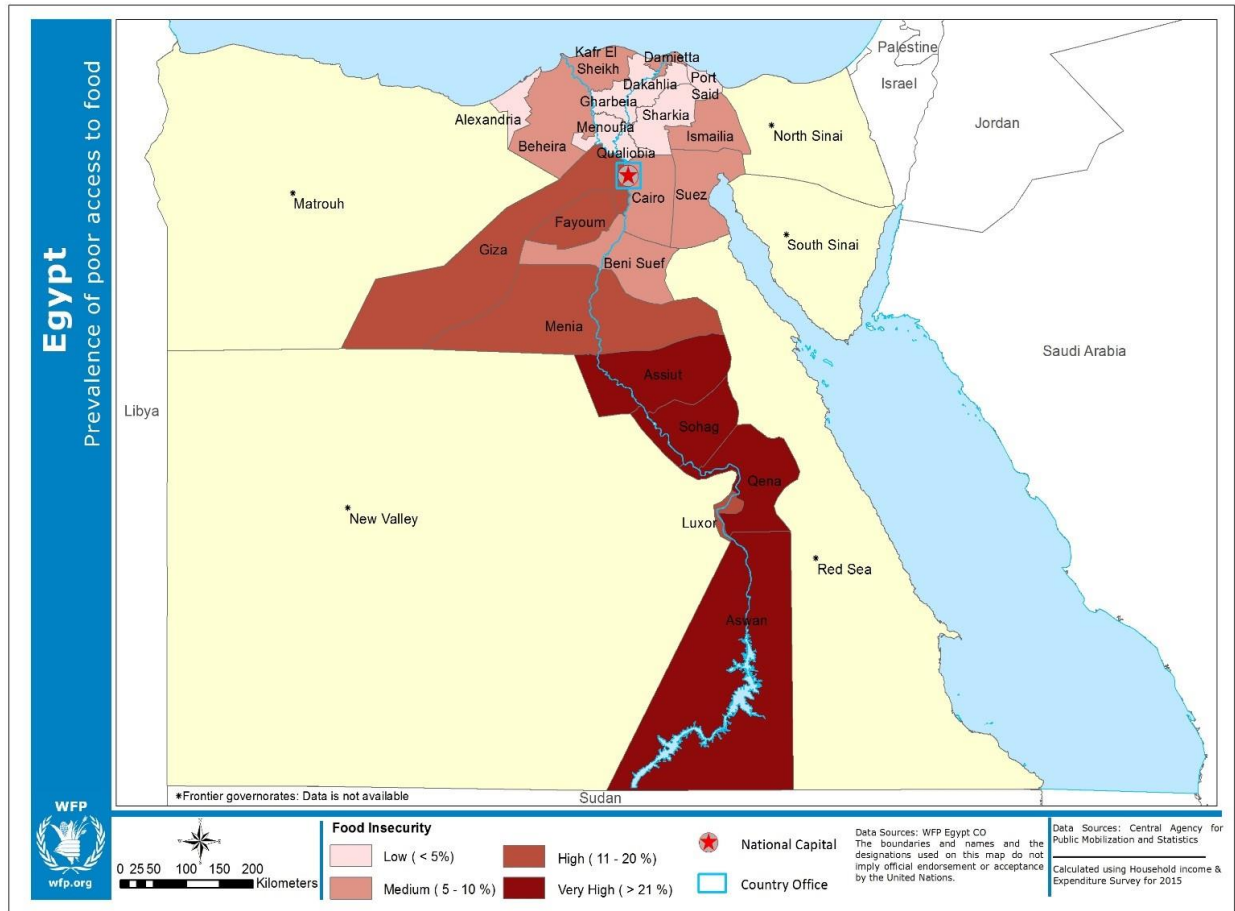 Egypt
Prevalence of poor access to food
Palestine
Israel
Jordan
Saudi Arabia
Libya
Sudan
Kafr El
Sheikh
Damietta
Dakahlia
Port
Said
Gharbeia
Alexandria
Sharkia
Menoufia
Beheira
Ismailia
Qualiobia
*North Sinai
*Matrouh
Cairo
Suez
Fayoum
*South Sinai
Giza
Beni Suef
Menia
Assiut
Sohag
Qena
*New Valley
Luxor
*Red Sea
Aswan
*Frontier governorates: Data is not available
WFP
wfp.org
0 25 50 100 150 200
Kilometers
Food Insecurity
Low ( < 5%)
Medium ( 5 - 10 %)
High ( 11 - 20 %)
Very High ( > 21 %)
National Capital
Country Office
Data Sources: WFP Egypt CO
The boundaries and names and the
designations used on this map do not
imply official endorsement or acceptance
by the United Nations.
Data Sources: Central Agency for
Public Mobilization and Statistics
Calculated using Household income &
Expenditure Survey for 2015